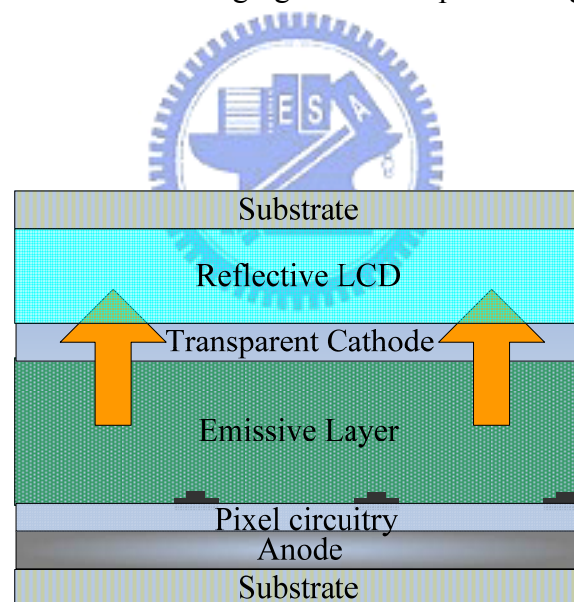 E S A
Substrate
Reflective LCD
Transparent Cathode
Emissive Layer
Pixel circuitry
Anode
Substrate